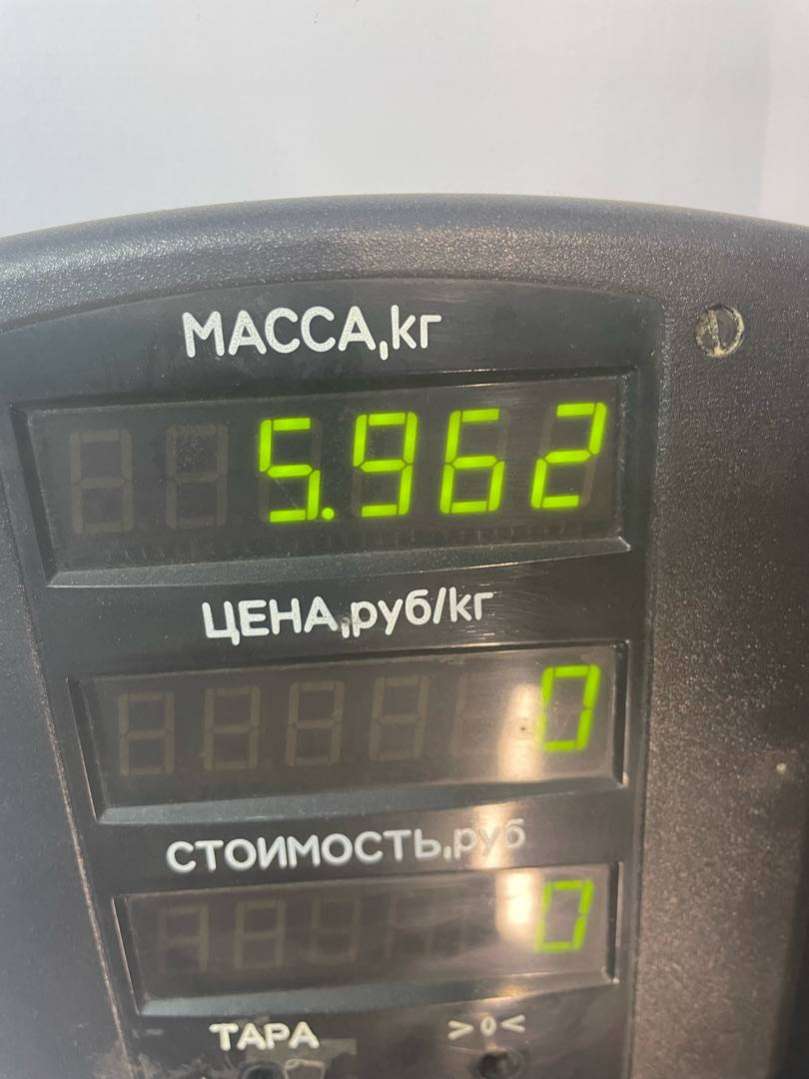 МАССА,кг
5.962
ЦЕНА,руб/кг
0
СТОИМОСТЬ,руб
0
ТАРА >0<